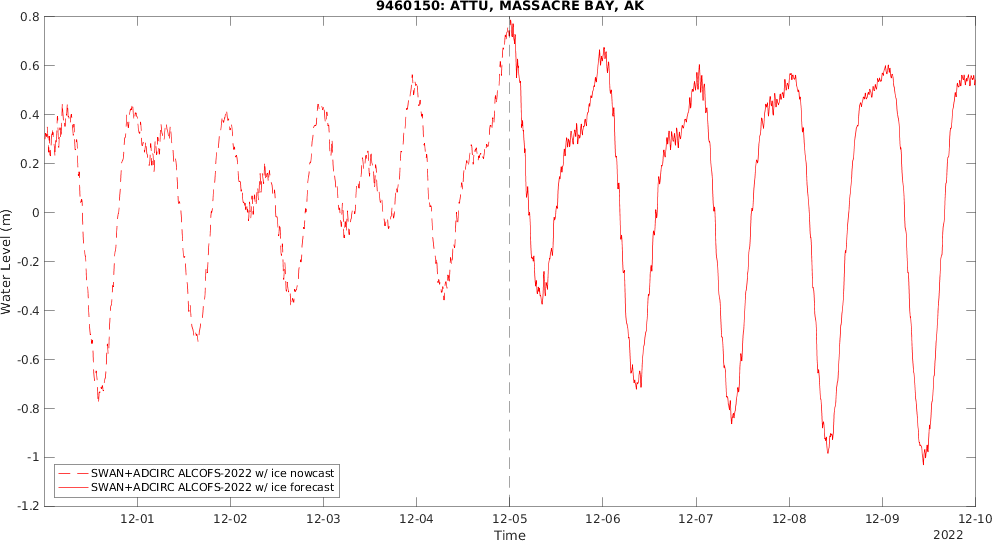 9460150: ATTU, MASSACRE BAY, AK
Water Level (m)
0.8
0.6
0.4
0.2
0
-0.2
-0.4
-0.6
-0.8
-1
-1.2
SWAN+ADCIRC ALCOFS-2022 w/ ice nowcast
SWAN+ADCIRC ALCOFS-2022 w/ ice forecast
12-01 12-02 12-03 12-04 12-05 12-06 12-07 12-08 12-09 12-10
Time
2022